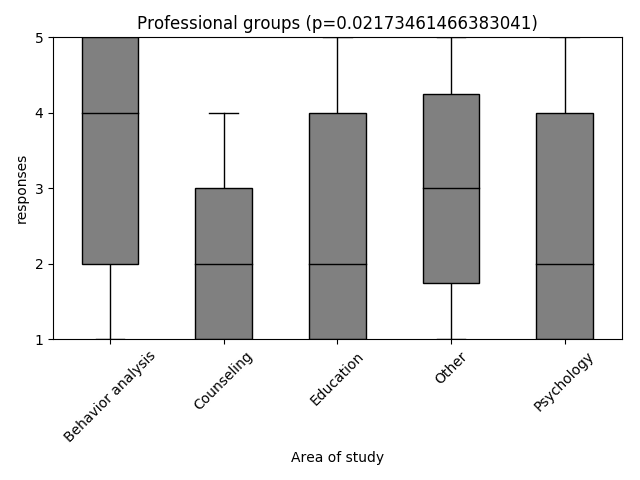 Professional groups (p=0.02173461466383041)
5
4
3
2
1
responses
Behavior analysis
Counseling
Education
Other
Psychology
Area of study